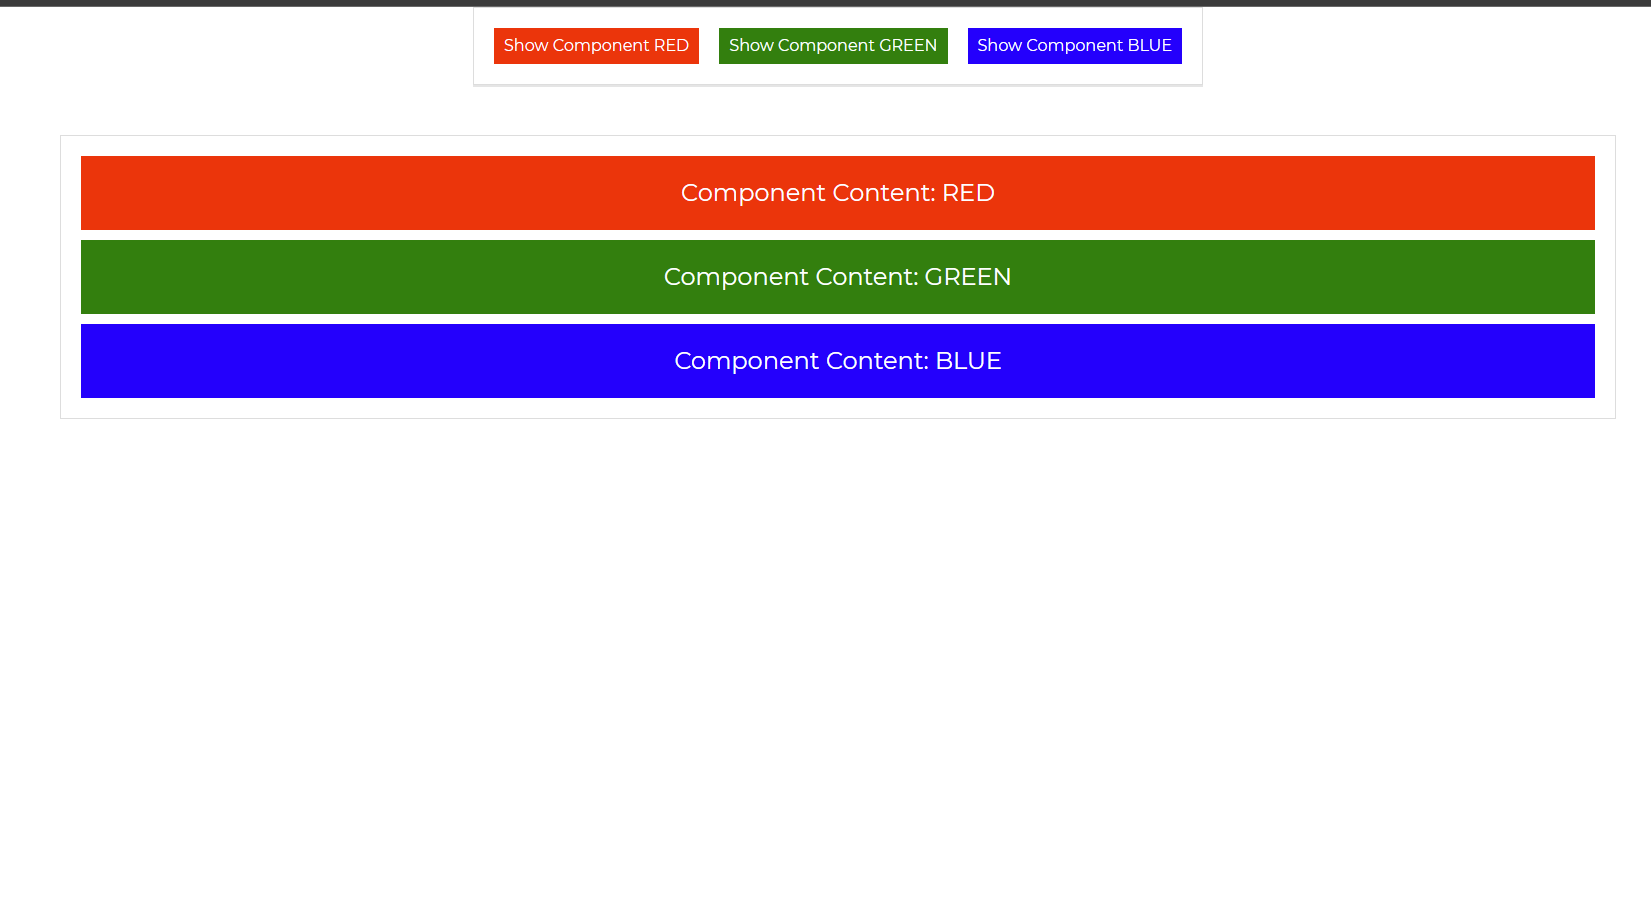 Show Component RED
Show Component GREEN
Show Component BLUE
Component Content: RED
Component Content: GREEN
Component Content: BLUE